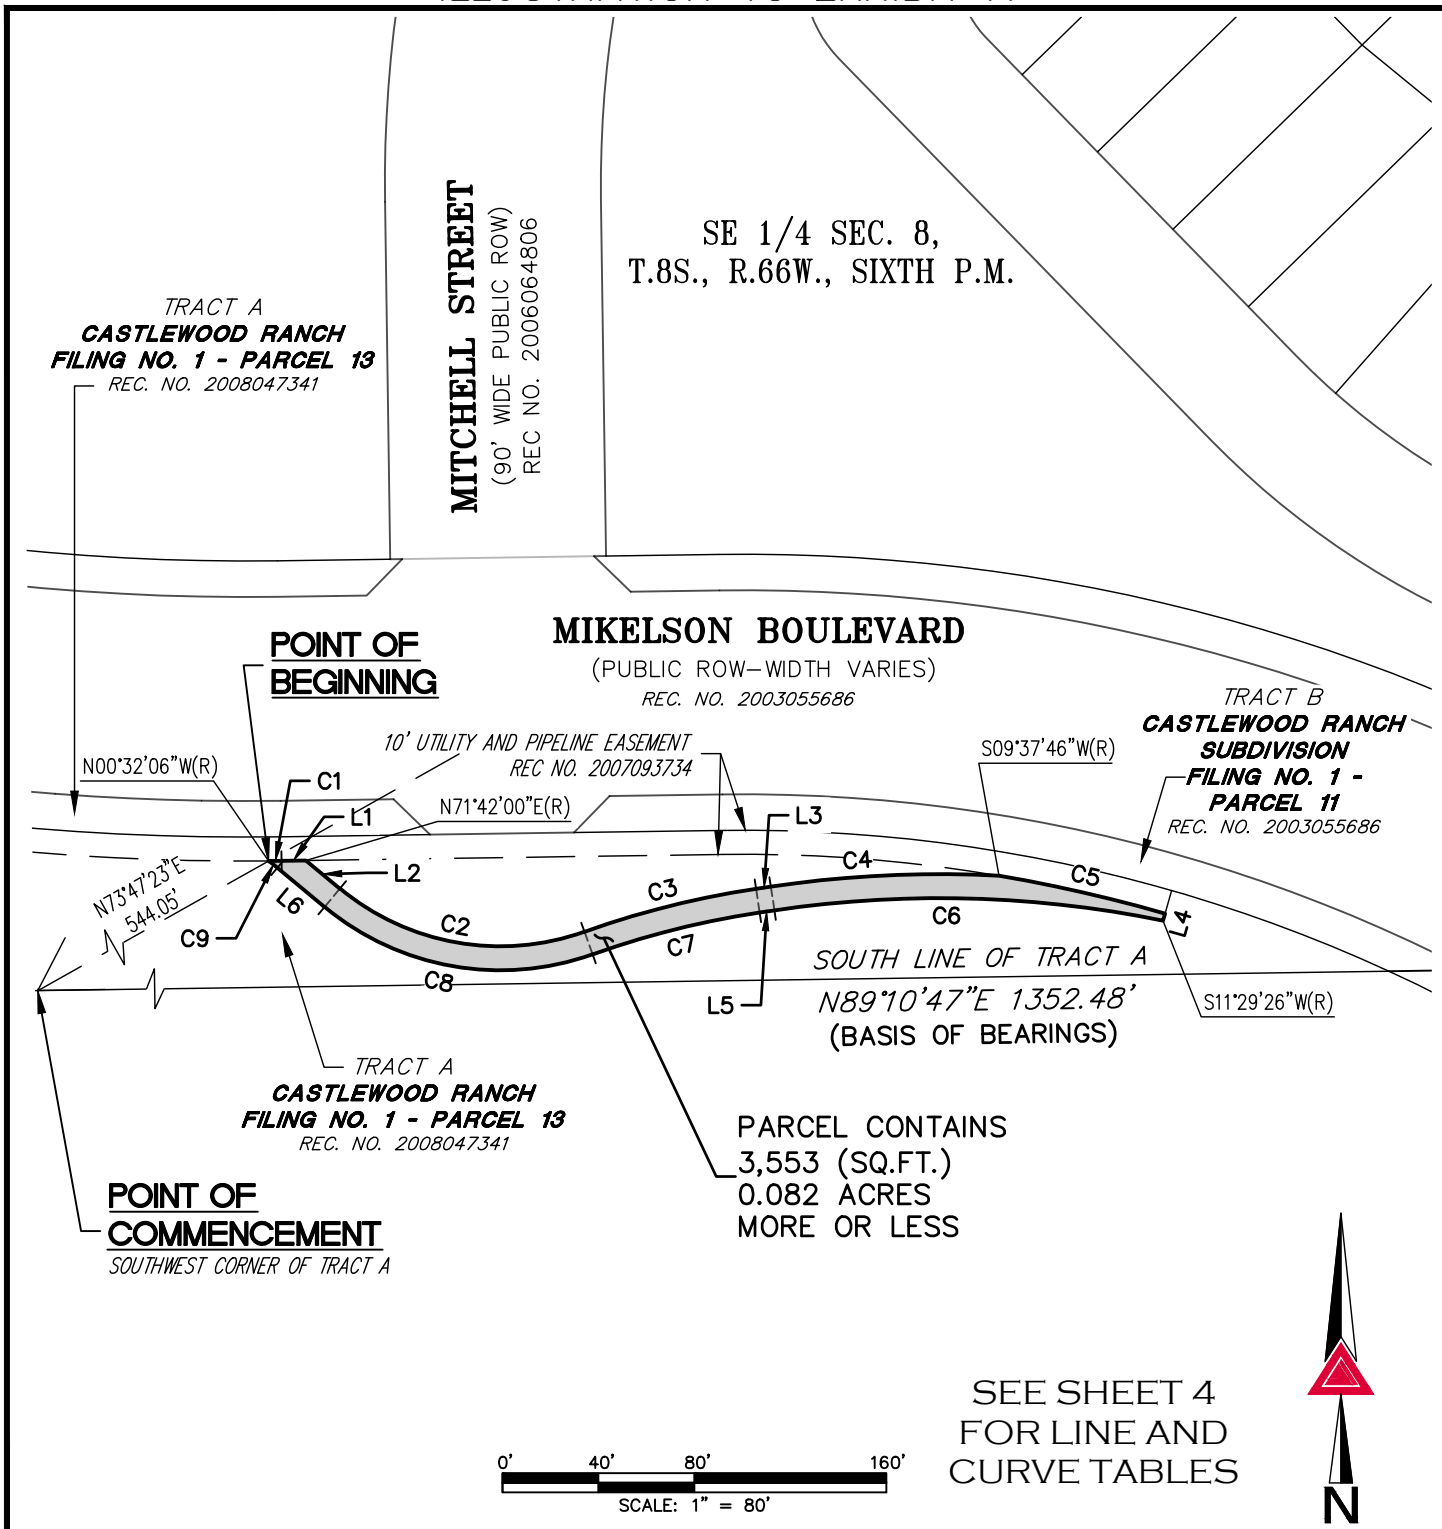 SE 1/4 SEC. 8,
T.8S., R.66W., SIXTH P.M.
MITCHELL STREET
(90' WIDE PUBLIC ROW)
REC NO. 2006064806
TRACT A
CASTLEWOOD RANCH
FILING NO. 1 - PARCEL 13
REC. NO. 2008047341
MIKELSON BOULEVARD
(PUBLIC ROW-WIDTH VARIES)
REC. NO. 2003055686
POINT OF
BEGINNING
TRACT B
CASTLEWOOD RANCH
SUBDIVISION
FILING NO. 1 -
PARCEL 11
REC. NO. 2003055686
10' UTILITY AND PIPELINE EASEMENT
REC NO. 2007093734
S09°37'46"W(R)
N00°32'06"W(R)
C1
L1
N71°42'00"E(R)
L3
L2
C4
C5
C3
L6
N73°47'23"E
544.05'
C9
C2
C6
C7
L4
C8
L5
SOUTH LINE OF TRACT A
N89°10'47"E 1352.48'
(BASIS OF BEARINGS)
S11°29'26"W(R)
TRACT A
CASTLEWOOD RANCH
FILING NO. 1 - PARCEL 13
REC. NO. 2008047341
PARCEL CONTAINS
3,553 (SQ.FT.)
0.082 ACRES
MORE OR LESS
POINT OF
COMMENCEMENT
SOUTHWEST CORNER OF TRACT A
SEE SHEET 4
FOR LINE AND
CURVE TABLES
0' 40' 80' 160'
SCALE: 1" = 80'
N